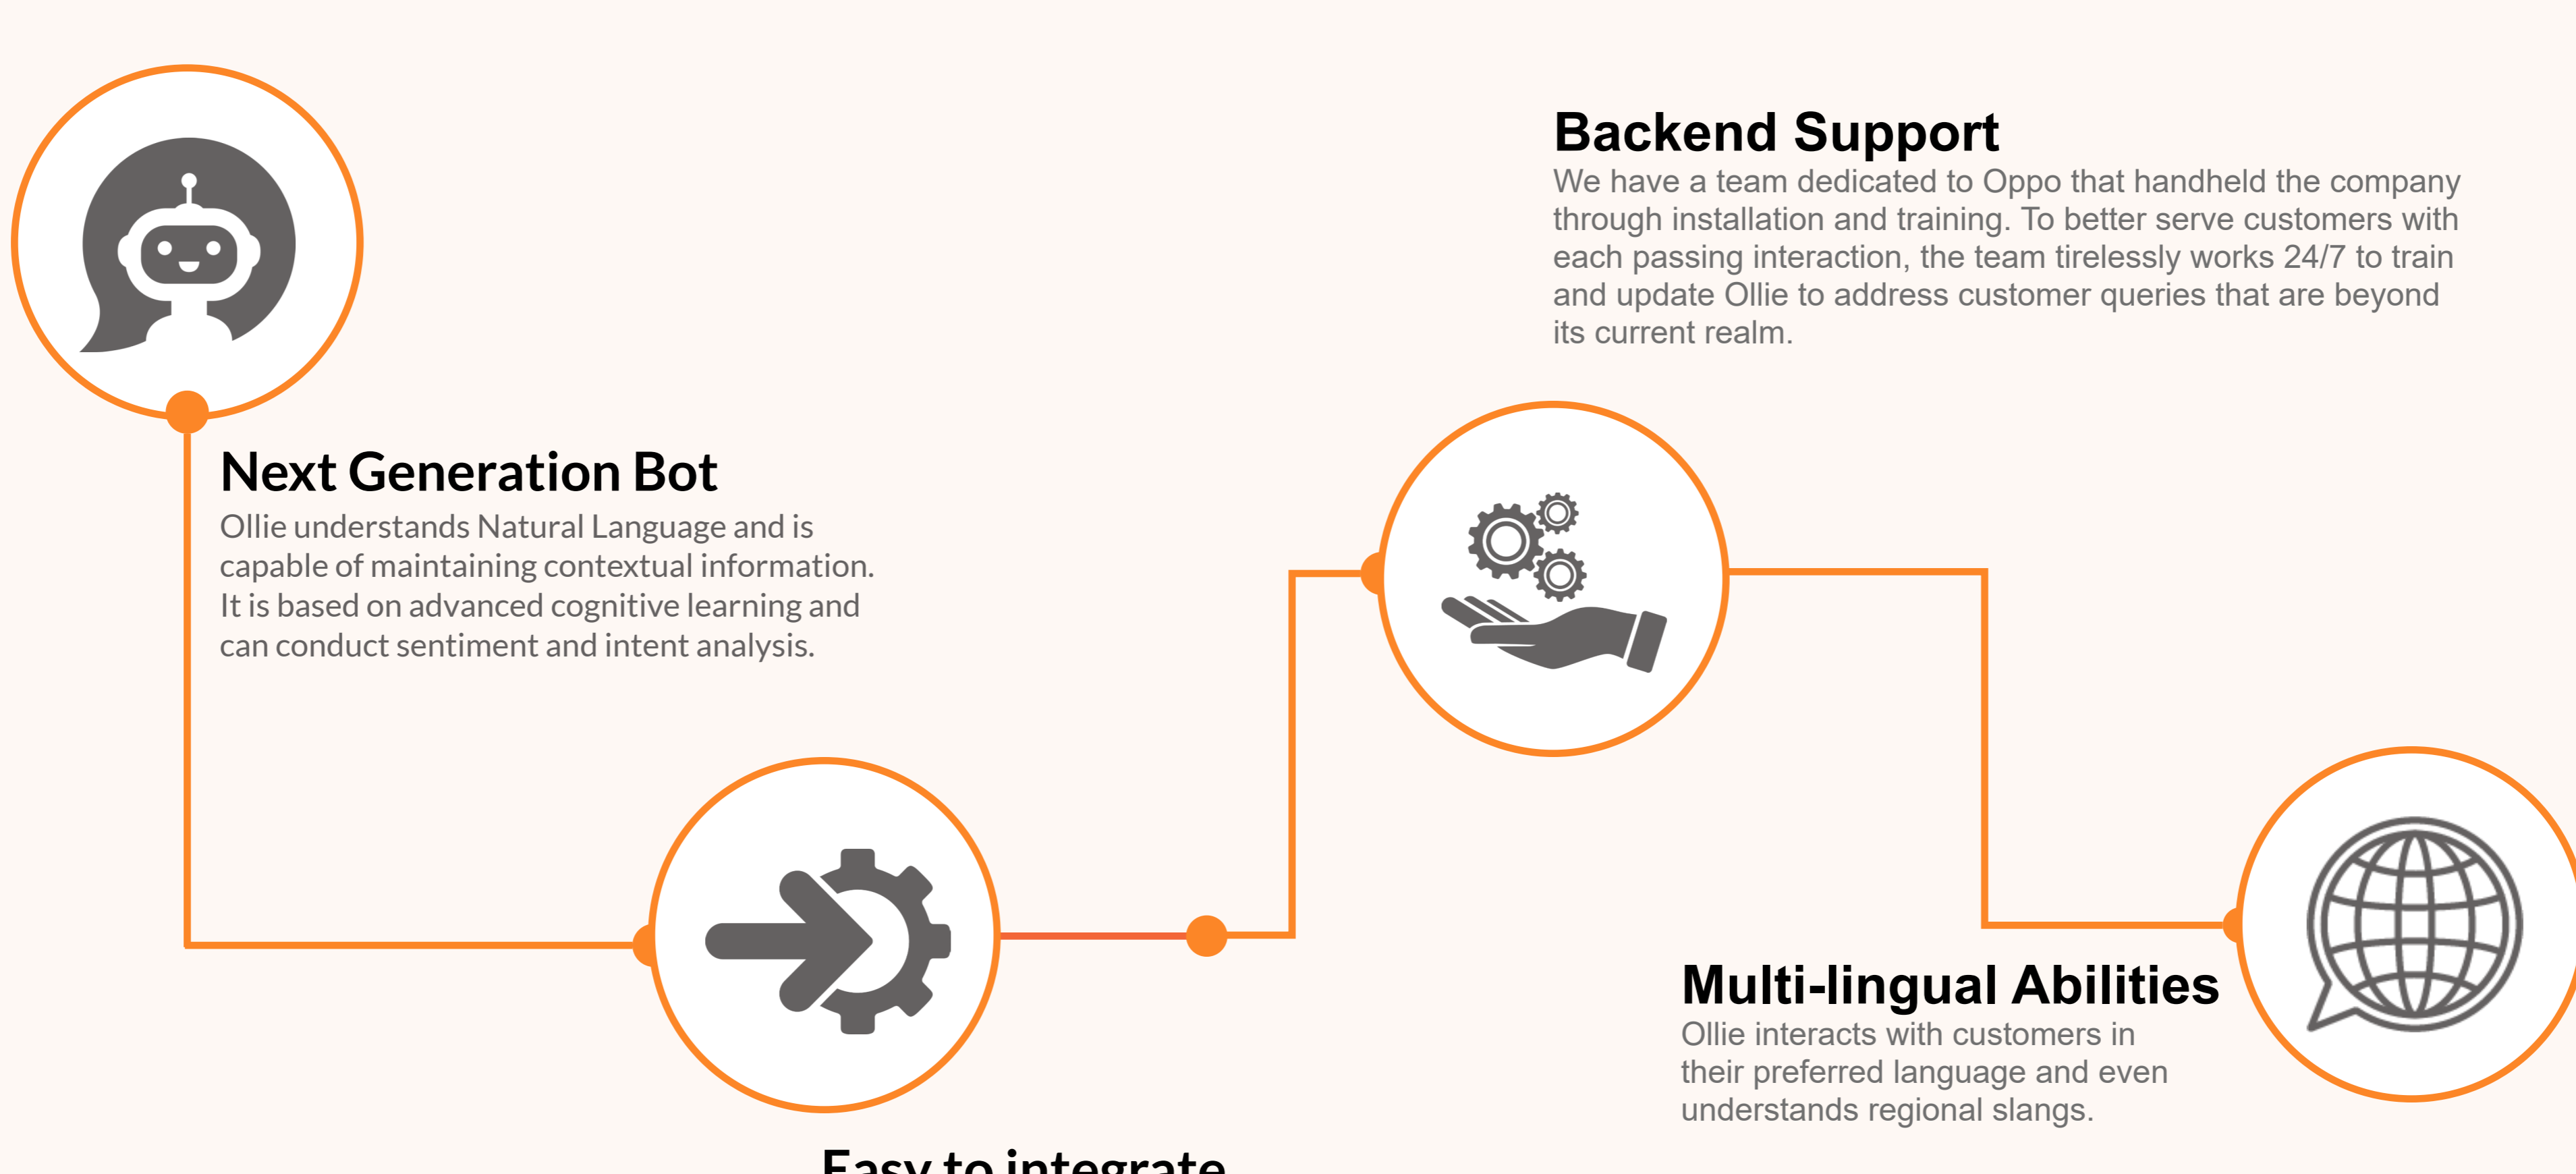 Next Generation Bot
Ollie understands Natural Language and is
capable of maintaining contextual information.
It is based on advanced cognitive learning and
can conduct sentiment and intent analysis.
Easy to integrate
Backend Support
We have a team dedicated to Oppo that handheld the company
through installation and training. To better serve customers with
each passing interaction, the team tirelessly works 24/7 to train
and update Ollie to address customer queries that are beyond
its current realm.
Multi-lingual Abilities
Ollie interacts with customers in
their preferred language and even
understands regional slangs.